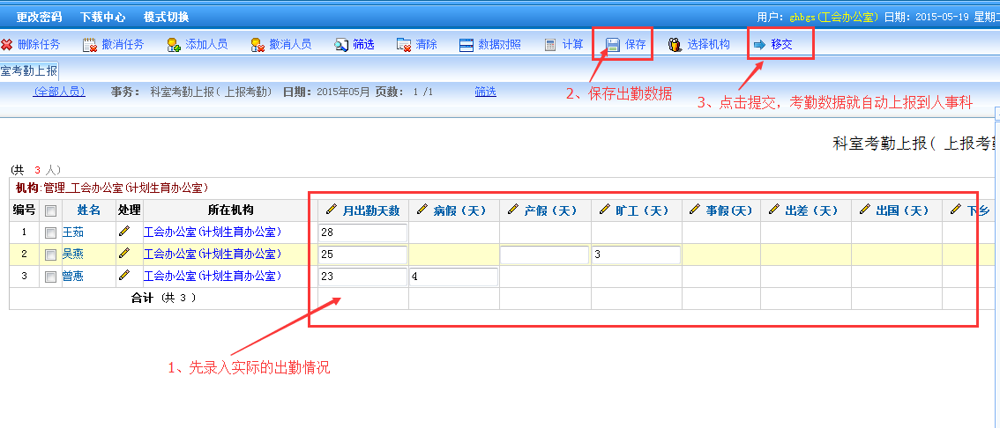 更改密码 下载中心 模式切换 用户：ghbgs(工会办公室) 日期：2015-05-19 星期
删除任务 撤消任务 添加人员 撤消人员 筛选 清除 数据对照 计算 保存 选择机构 移交
室考勤上报
(全部人员) 事务： 科室考勤上报(上报考勤) 日期：2015年05月 页数： 1 /1 筛选
2、保存出勤数据
3、点击提交，考勤数据就自动上报到人事科
科室考勤上报( 上报考
(共 3 人)
机构:管理_工会办公室(计划生育办公室)
编号 姓名 处理 所在机构 月出勤天数 病假（天） 产假（天） 旷工（天） 事假(天) 出差（天） 出国（天） 下乡
1 王茹 工会办公室(计划生育办公室) 28
2 吴燕 工会办公室(计划生育办公室) 25 3
3 曾惠 工会办公室(计划生育办公室) 23 4
合计 (共 3 )
1、先录入实际的出勤情况